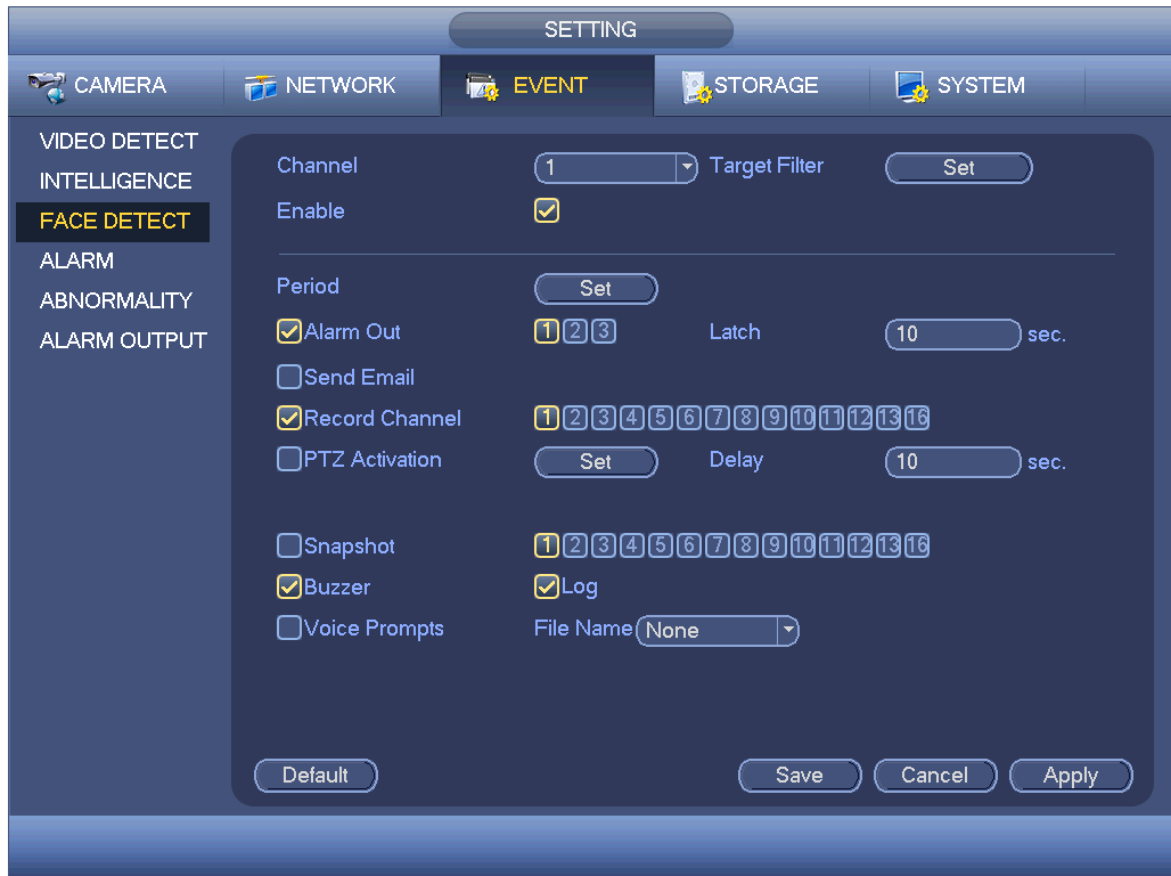 SETTING
CAMERA NETWORK EVENT STORAGE SYSTEM
VIDEO DETECT
INTELLIGENCE
FACE DETECT
ALARM
ABNORMALITY
ALARM OUTPUT
Channel 1 Target Filter Set
Enable
Period Set
Alarm Out 1 2 3 Latch 10 sec.
Send Email
Record Channel 1 2 3 4 5 6 7 8 9 10 11 12 13 16
PTZ Activation Set Delay 10 sec.
Snapshot 1 2 3 4 5 6 7 8 9 10 11 12 13 16
Buzzer Log
Voice Prompts File Name None
Default Save Cancel Apply